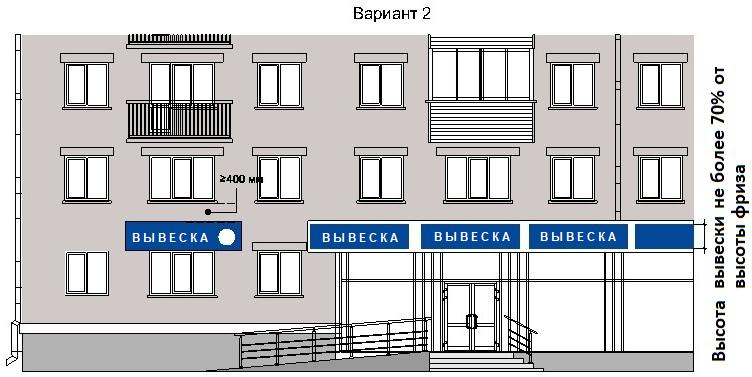 Вариант 2
≥400 мм
ВЫВЕСКА
ВЫВЕСКА
ВЫВЕСКА
ВЫВЕСКА
Высота вывески не более 70% от
высоты фриза